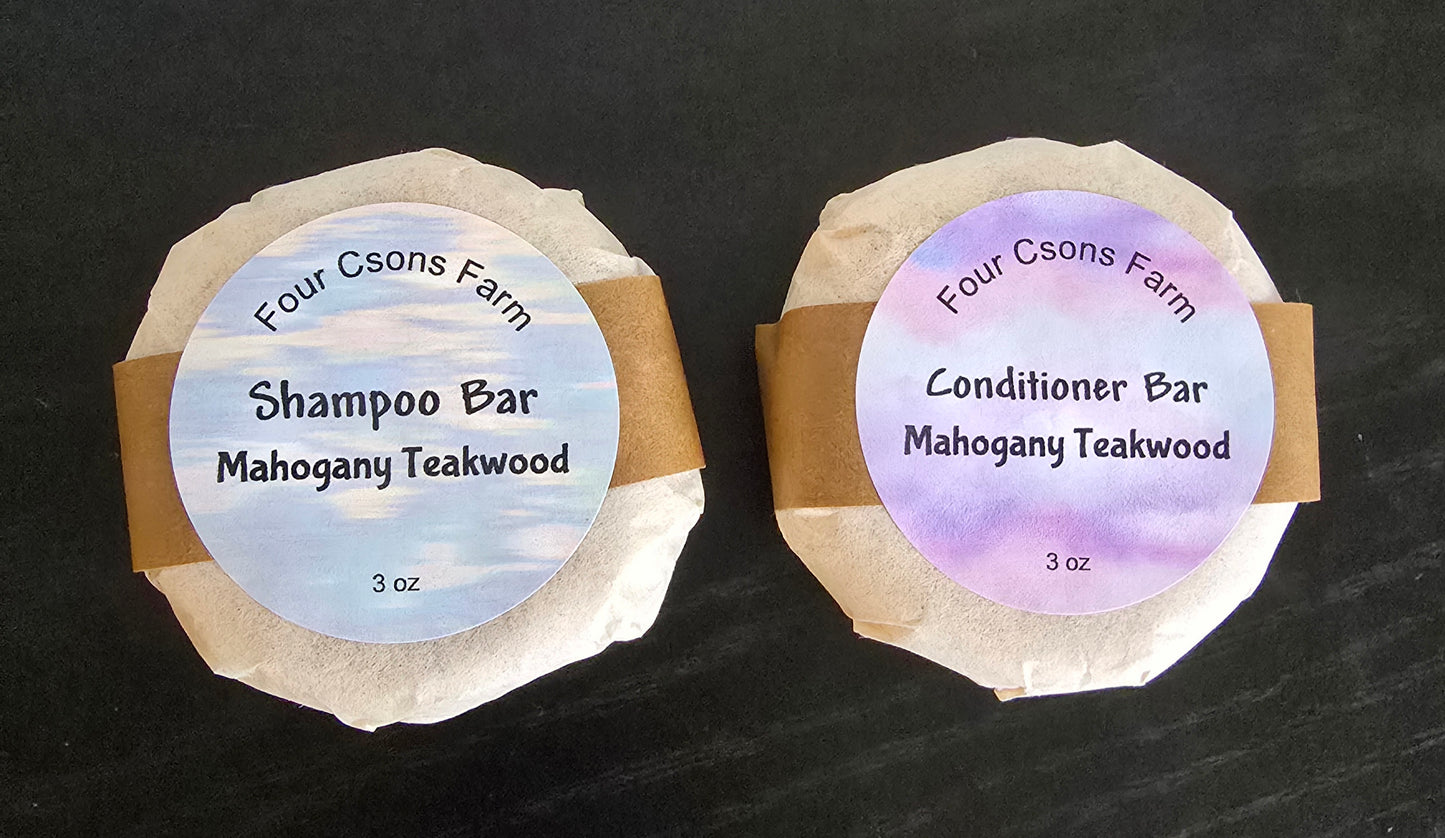 Four Csons Farm
Shampoo Bar
Mahogany Teakwood
3 oz
Four Csons Farm
Conditioner Bar
Mahogany Teakwood
3 oz